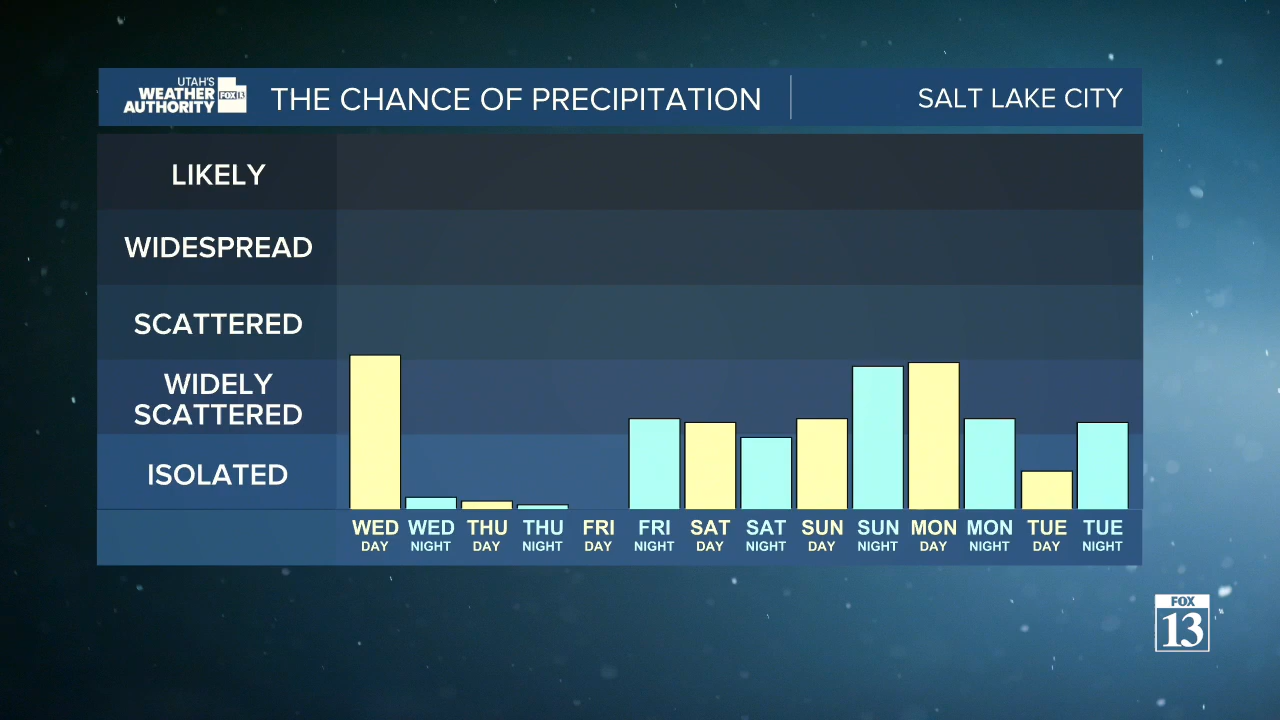 UTAH'S
WEATHER
AUTHORITY
FOX 13
THE CHANCE OF PRECIPITATION
SALT LAKE CITY
LIKELY
WIDESPREAD
SCATTERED
WIDELY
SCATTERED
ISOLATED
WED WED THU THU FRI FRI SAT SAT SUN SUN MON MON TUE TUE
DAY NIGHT DAY NIGHT DAY NIGHT DAY NIGHT DAY NIGHT DAY NIGHT DAY NIGHT
FOX
13